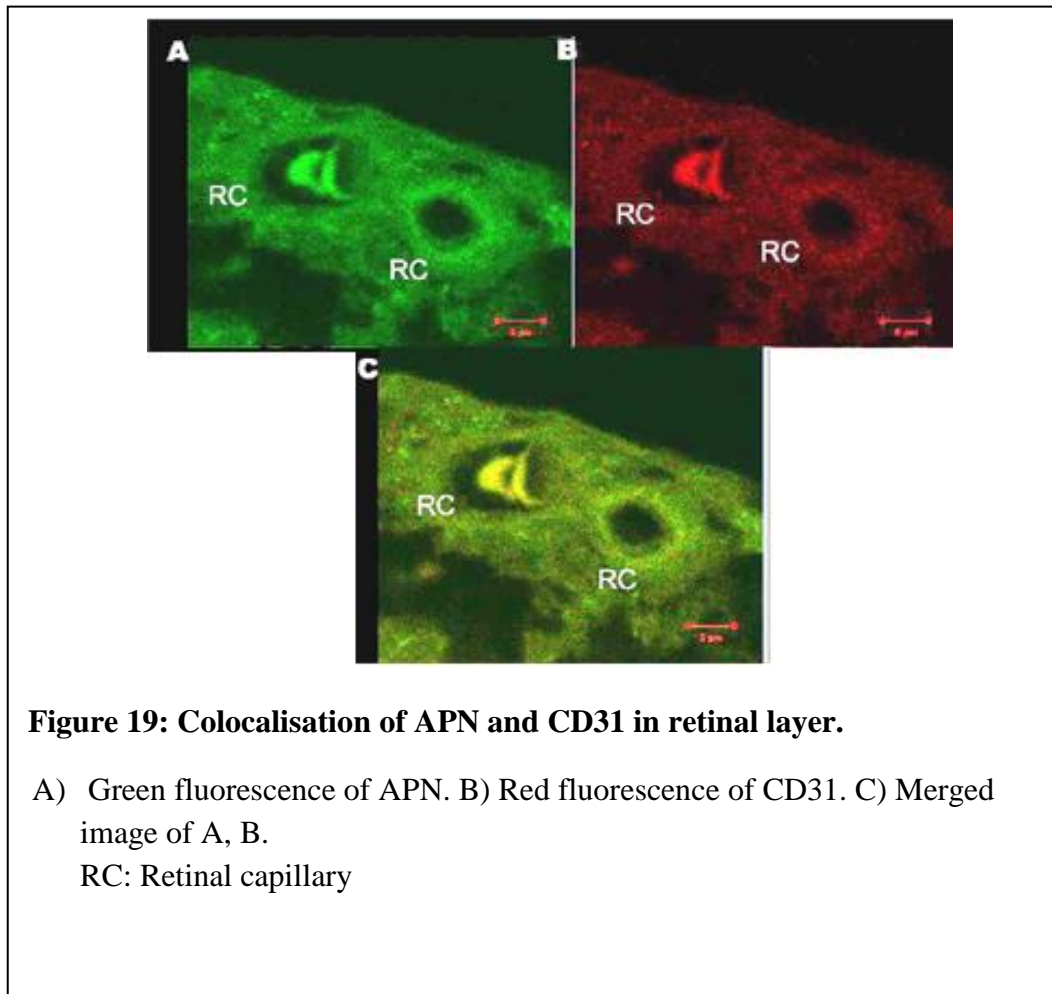 A
B
RC
RC
RC
RC
C
RC
RC
Figure 19: Colocalisation of APN and CD31 in retinal layer.
A) Green fluorescence of APN. B) Red fluorescence of CD31. C) Merged
image of A, B.
RC: Retinal capillary